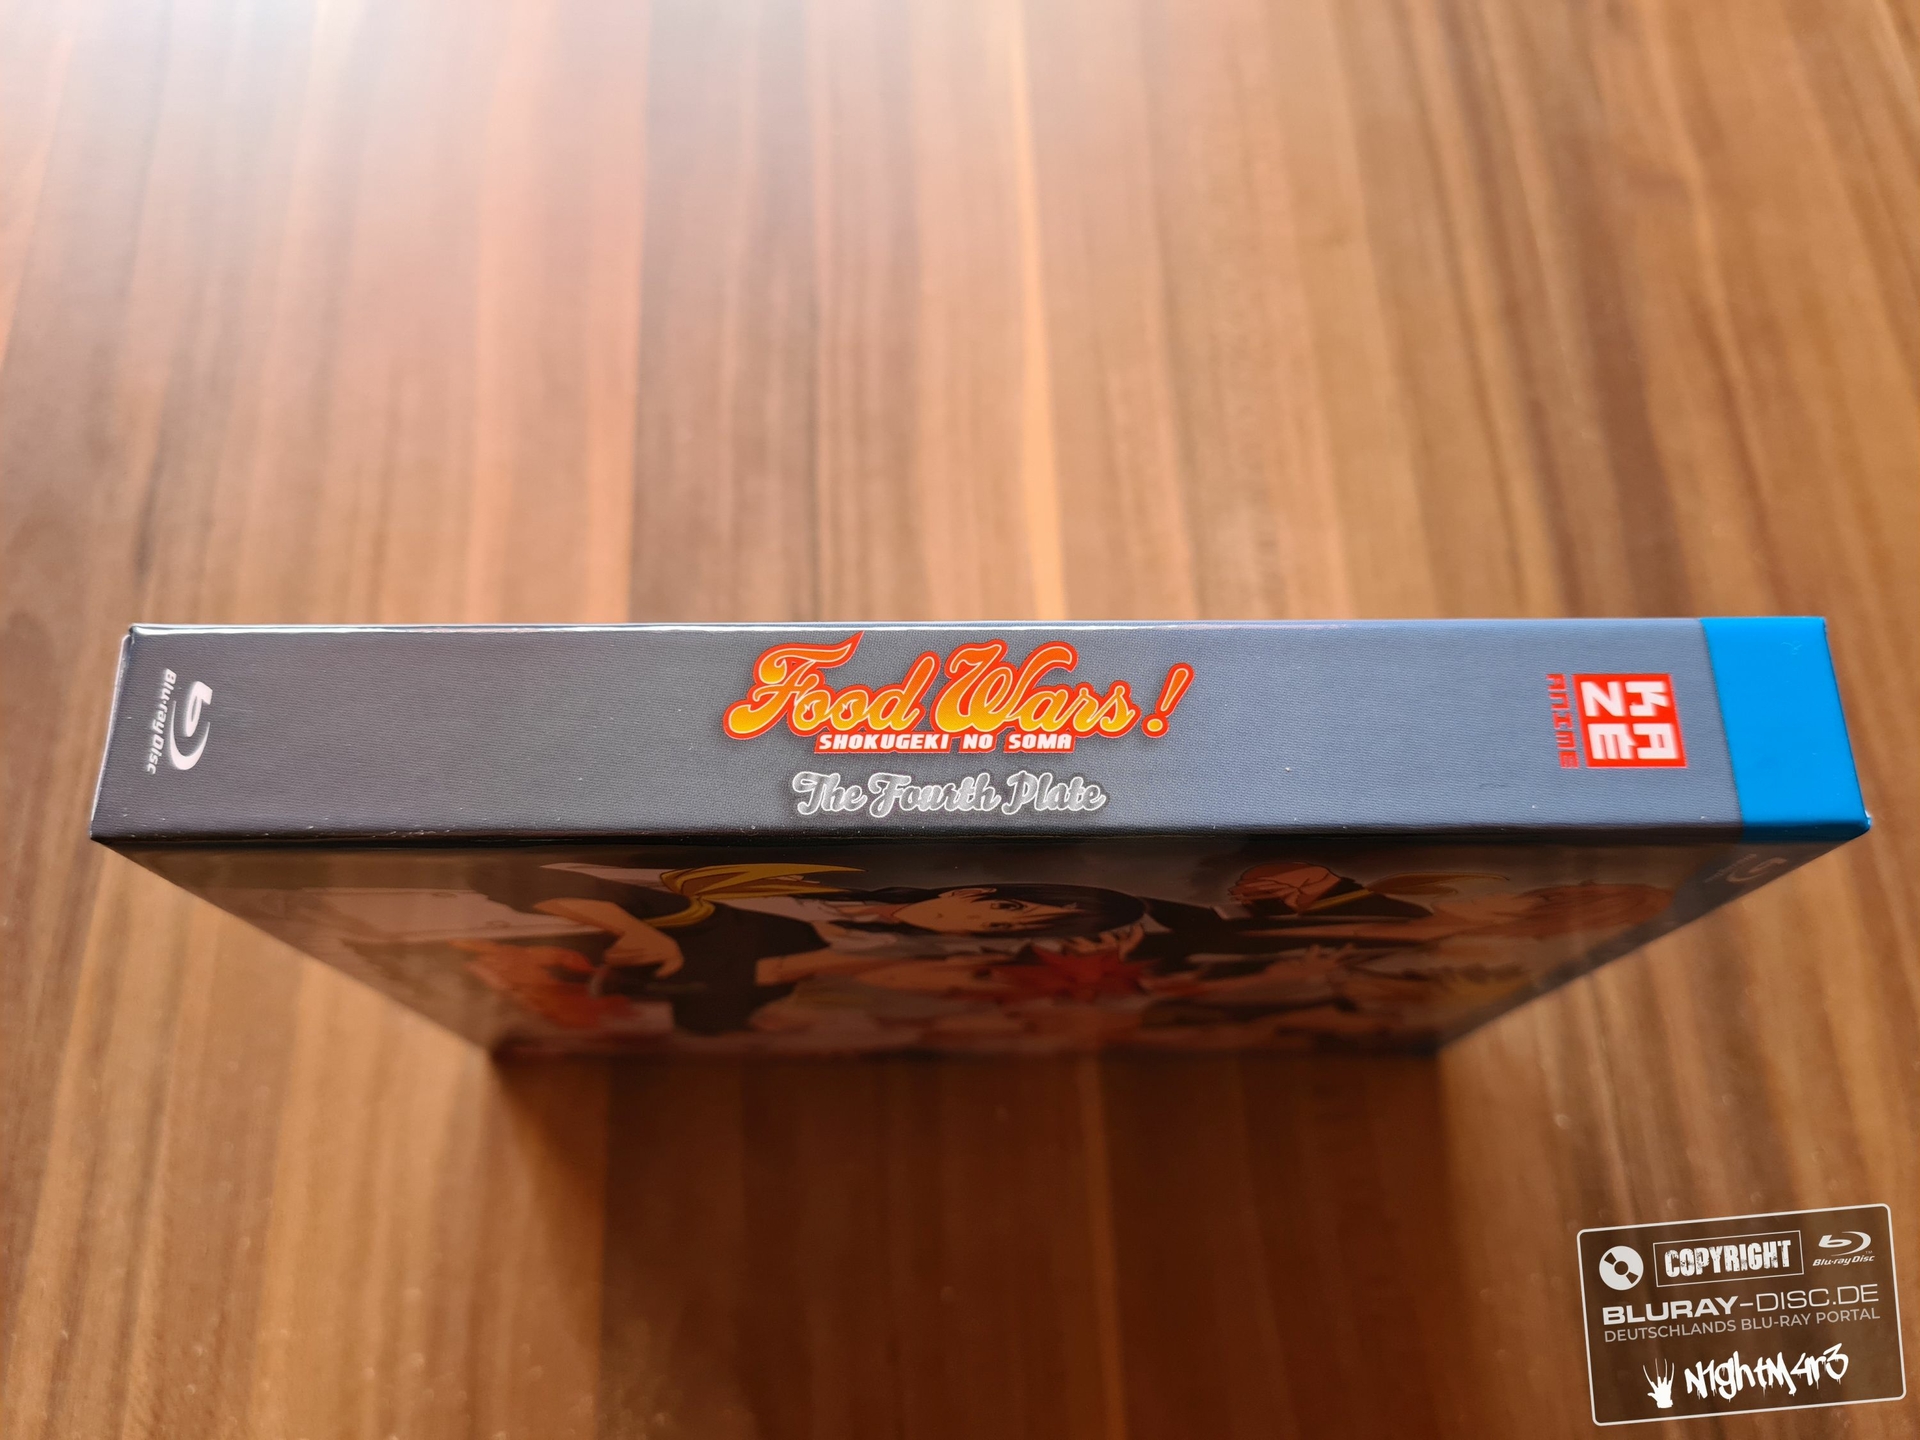 Blu-ray Disc
Food Wars!
SHOKUGEKI NO SOMA
The Fourth Plate
KAZÉ
ANIME
COPYRIGHT
Blu-ray Disc
BLURAY-DISC.DE
DEUTSCHLANDS BLU-RAY PORTAL
N1ghtM4r3